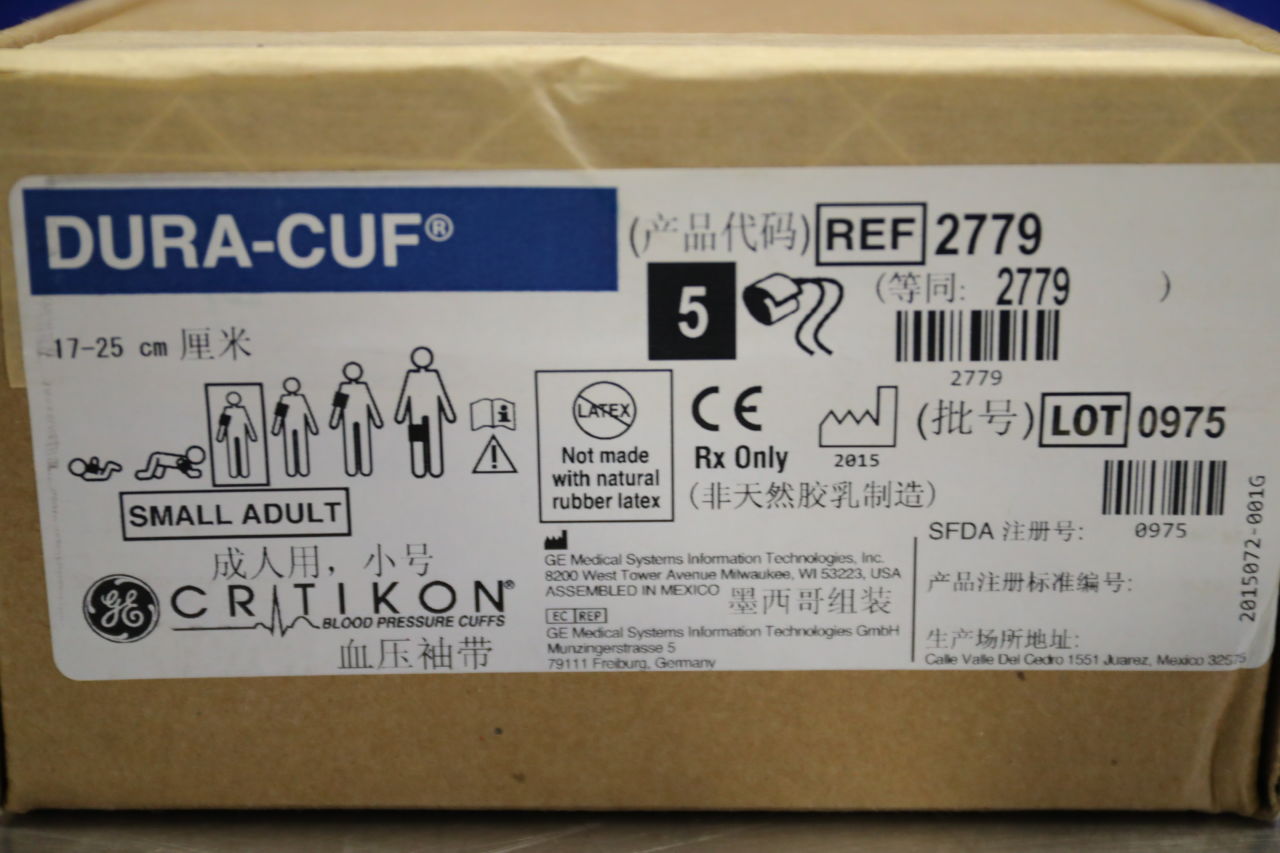 DURA-CUF®
(产品代码) REF 2779
5
(等同: 2779 )
2779
17-25 cm 厘米
LATEX
Not made
with natural
rubber latex
CE
Rx Only
2015
(批号) LOT 0975
0975
(非天然胶乳制造)
SMALL ADULT
成人用，小号
GE
CRITIKON®
BLOOD PRESSURE CUFFS
血压袖带
GE Medical Systems Information Technologies, Inc.
8200 West Tower Avenue Milwaukee, WI 53223, USA
ASSEMBLED IN MEXICO 墨西哥组装
EC REP
GE Medical Systems Information Technologies GmbH
Munzingerstrasse 5
79111 Freiburg, Germany
SFDA 注册号:
产品注册标准编号:
生产场所地址:
Calle Valle Del Cedro 1551 Juarez, Mexico 32575
2015072-001G